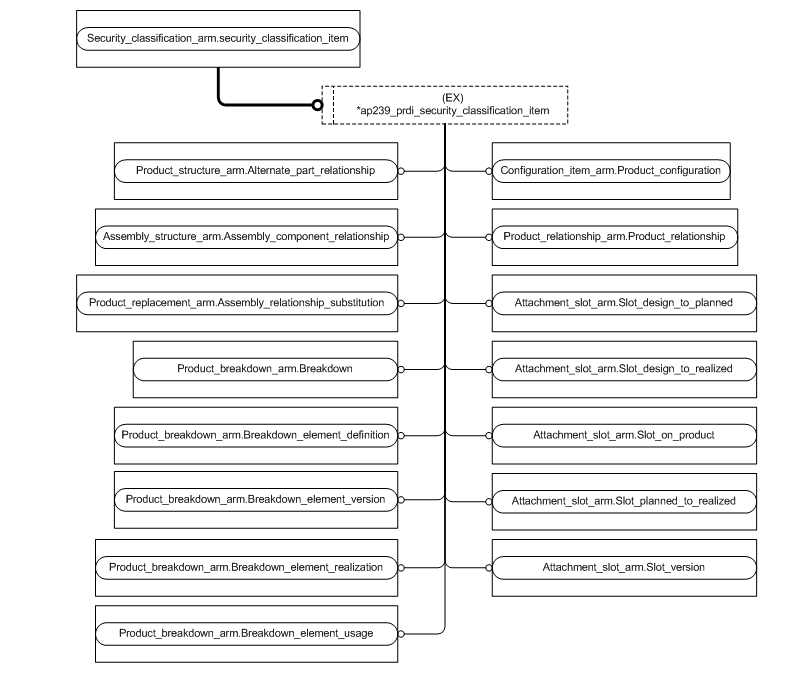 Security_classification_arm.security_classification_item
(EX)
*ap239_prdi_security_classification_item
Product_structure_arm.Alternate_part_relationship
Configuration_item_arm.Product_configuration
Assembly_structure_arm.Assembly_component_relationship
Product_relationship_arm.Product_relationship
Product_replacement_arm.Assembly_relationship_substitution
Attachment_slot_arm.Slot_design_to_planned
Product_breakdown_arm.Breakdown
Attachment_slot_arm.Slot_design_to_realized
Product_breakdown_arm.Breakdown_element_definition
Attachment_slot_arm.Slot_on_product
Product_breakdown_arm.Breakdown_element_version
Attachment_slot_arm.Slot_planned_to_realized
Product_breakdown_arm.Breakdown_element_realization
Attachment_slot_arm.Slot_version
Product_breakdown_arm.Breakdown_element_usage